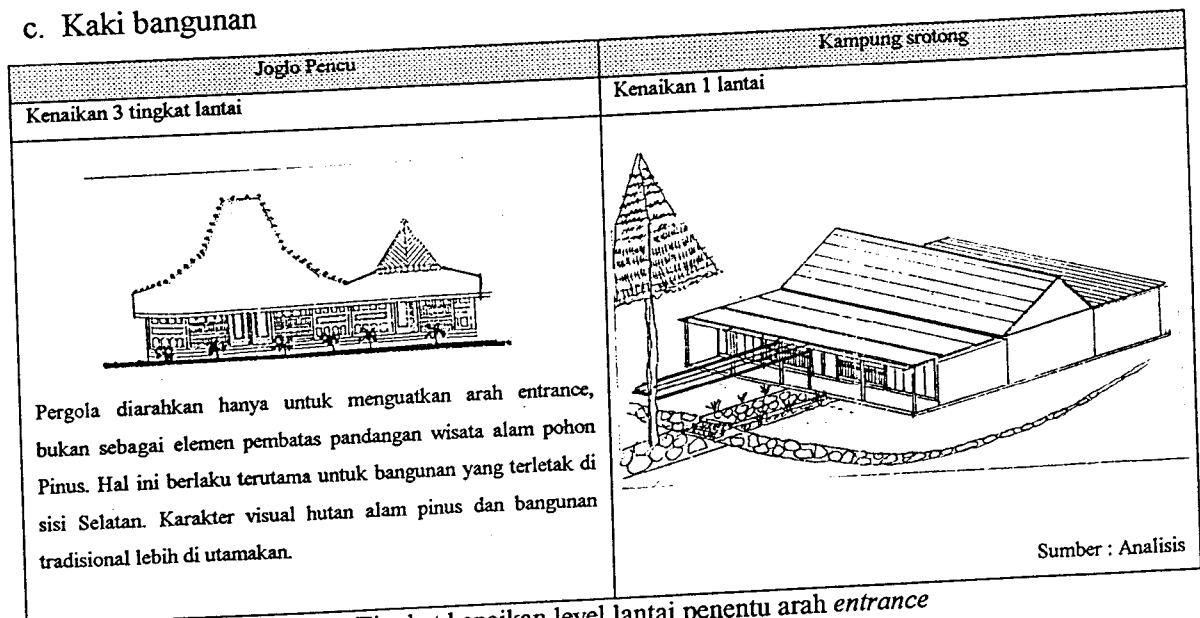 c. Kaki bangunan
Joglo Pencu
Kampung srotong
Kenaikan 3 tingkat lantai
Kenaikan 1 lantai
Pergola diarahkan hanya untuk menguatkan arah entrance,
bukan sebagai elemen pembatas pandangan wisata alam pohon
Pinus. Hal ini berlaku terutama untuk bangunan yang terletak di
sisi Selatan. Karakter visual hutan alam pinus dan bangunan
tradisional lebih di utamakan.
Sumber : Analisis
kenaikan level lantai penentu arah entrance